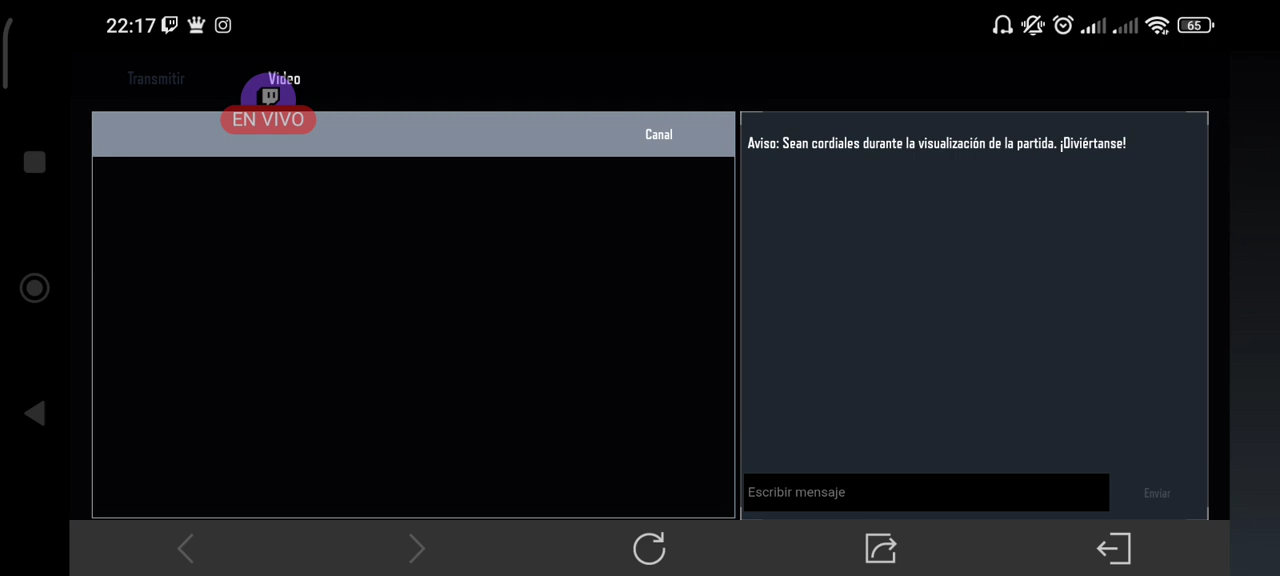 22:17
65
Transmitir
Video
EN VIVO
Canal
Aviso: Sean cordiales durante la visualización de la partida. ¡Diviértanse!
Escribir mensaje
Enviar